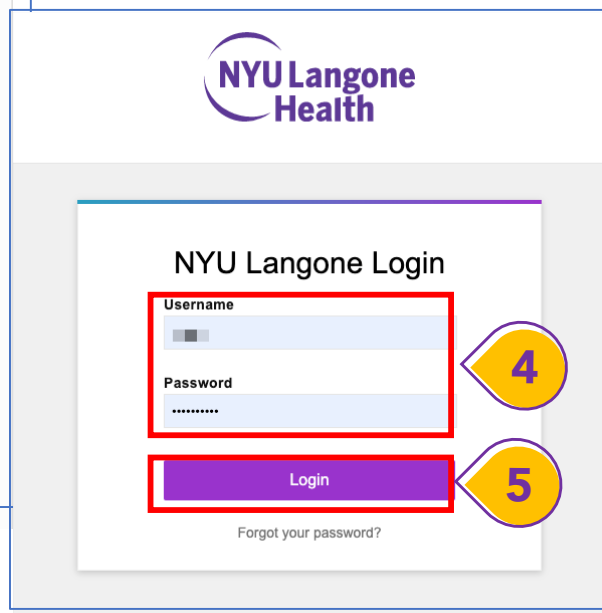 NYU Langone
Health
NYU Langone Login
Username
4
Password
••••••••••
Login
5
Forgot your password?